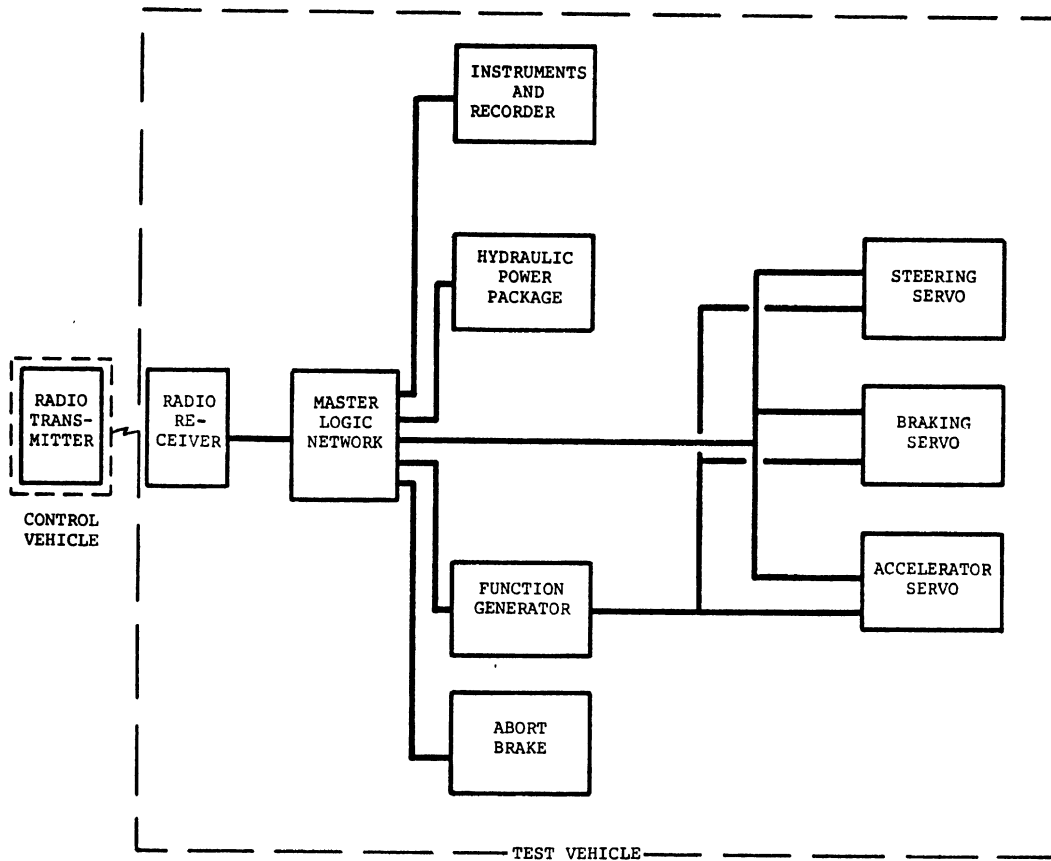 INSTRUMENTS
AND
RECORDER
HYDRAULIC
POWER
PACKAGE
STEERING
SERVO
RADIO
TRANS-
MITTER
RADIO
RE-
CEIVER
MASTER
LOGIC
NETWORK
BRAKING
SERVO
CONTROL
VEHICLE
FUNCTION
GENERATOR
ACCELERATOR
SERVO
ABORT
BRAKE
TEST VEHICLE